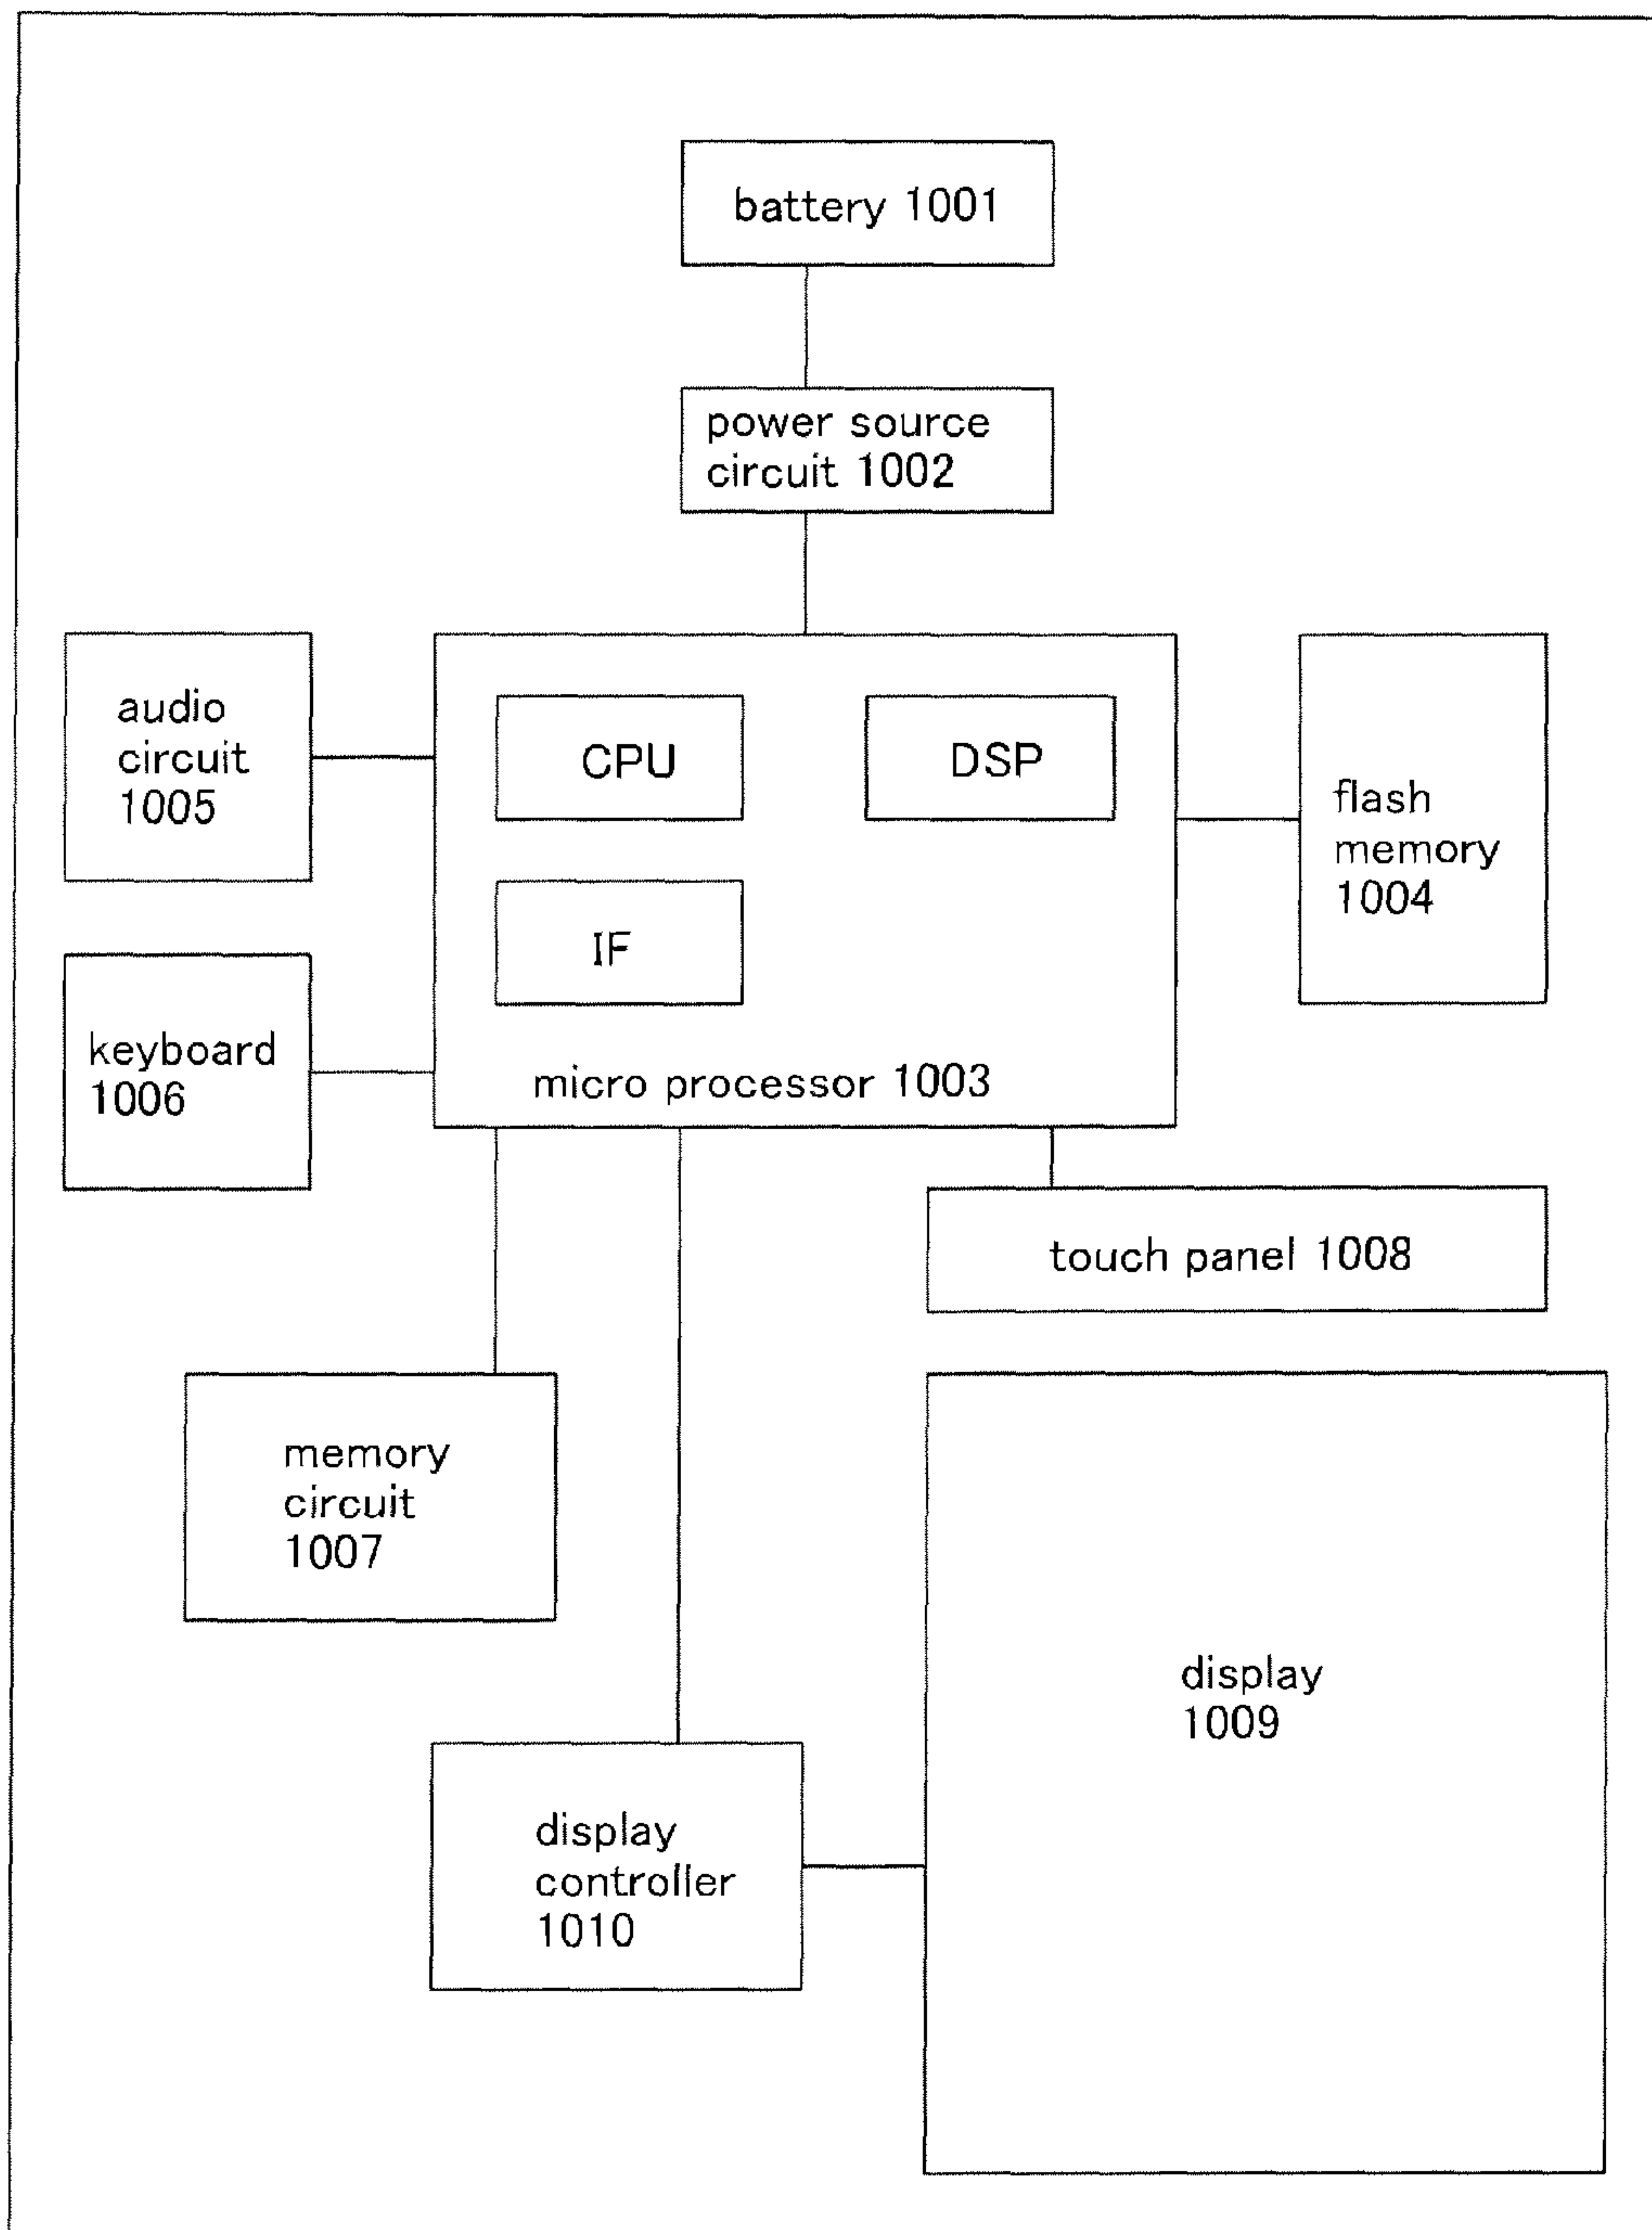 battery 1001
power source
circuit 1002
audio
circuit
1005
CPU
DSP
flash
memory
1004
IF
keyboard
1006
micro processor 1003
touch panel 1008
memory
circuit
1007
display
1009
display
controller
1010